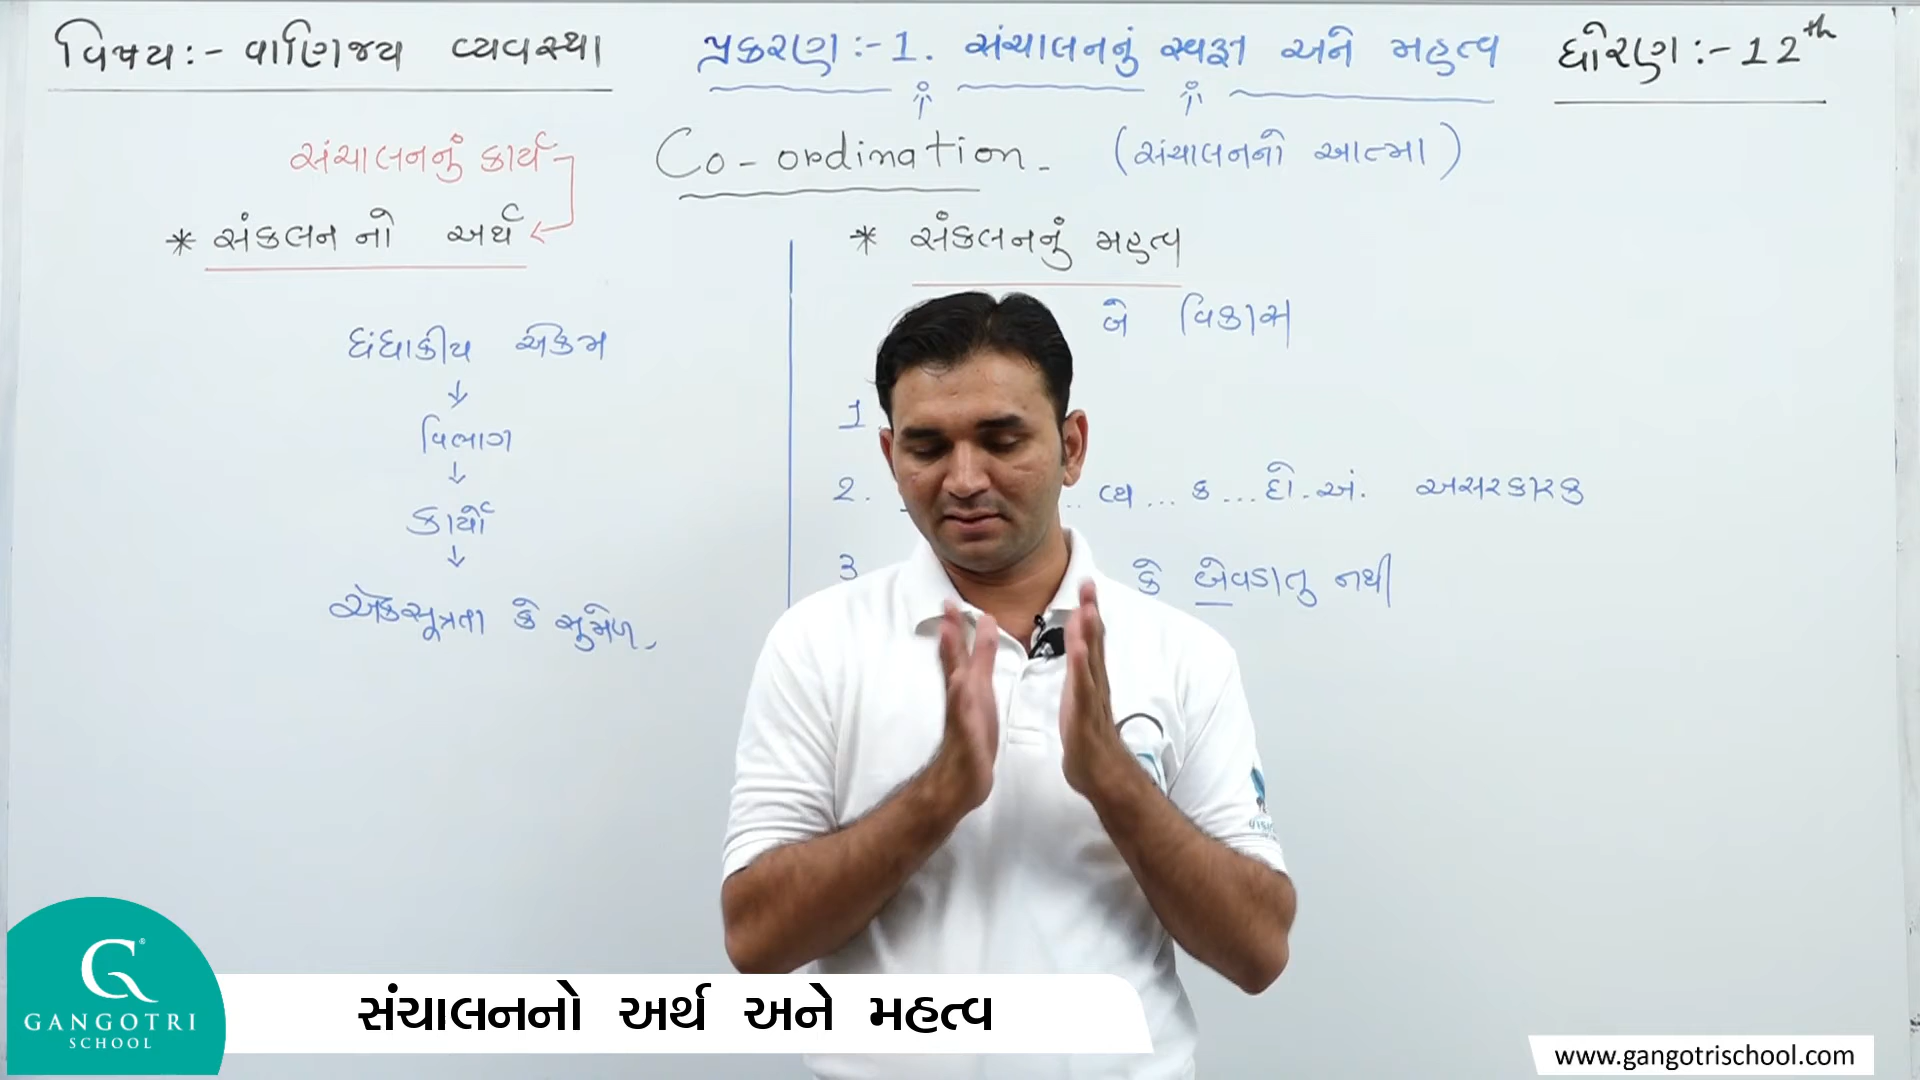 વિષય:- વાણિજ્ય વ્યવસ્થા
પ્રકરણ:- 1. સંચાલનનું સ્વરૂપ અને મહત્વ
ધોરણ:- 12th
સંચાલનનું કાર્ય
Co-ordination (સંચાલનનો આત્મા)
* સંકલન નો અર્થ
ધંધાકીય એકમ
↓
વિભાગ
↓
કાર્યો
↓
એકસૂત્રતા કે સુમેળ
* સંકલનનું મહત્વ
બે વિકાસ
1.
2. વ્ય ... ક ... દો. અં. અસરકારક
3 કે બેવડાતુ નથી
GANGOTRI
SCHOOL
સંચાલનનો અર્થ અને મહત્વ
www.gangotrischool.com